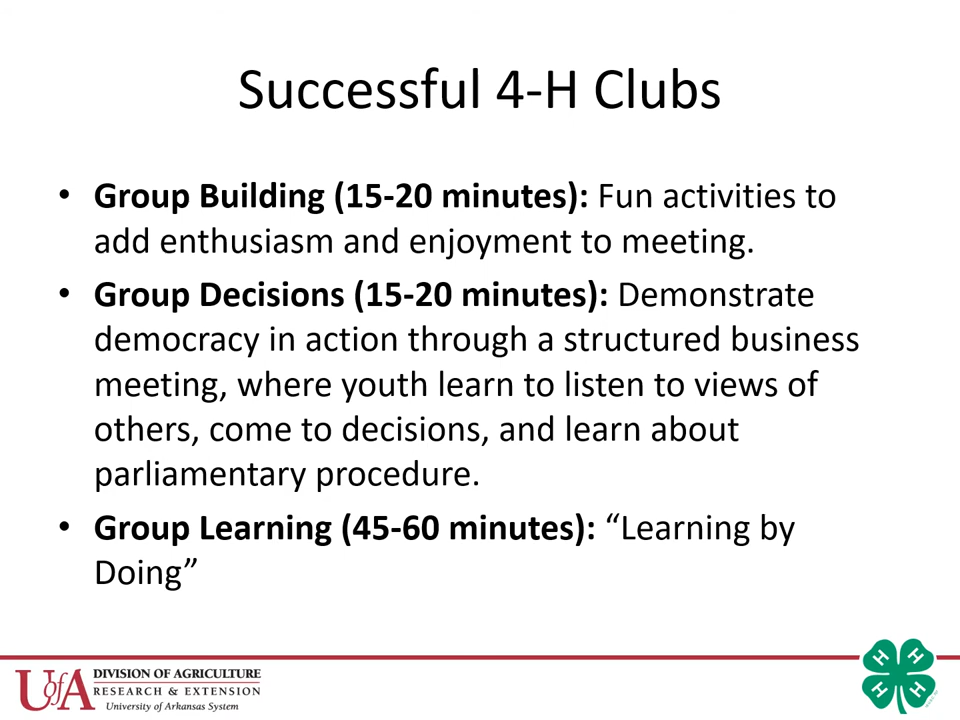 Successful 4-H Clubs
• Group Building (15-20 minutes): Fun activities to
add enthusiasm and enjoyment to meeting.
• Group Decisions (15-20 minutes): Demonstrate
democracy in action through a structured business
meeting, where youth learn to listen to views of
others, come to decisions, and learn about
parliamentary procedure.
• Group Learning (45-60 minutes): “Learning by
Doing”
UofA DIVISION OF AGRICULTURE
RESEARCH & EXTENSION
University of Arkansas System
H H
H H